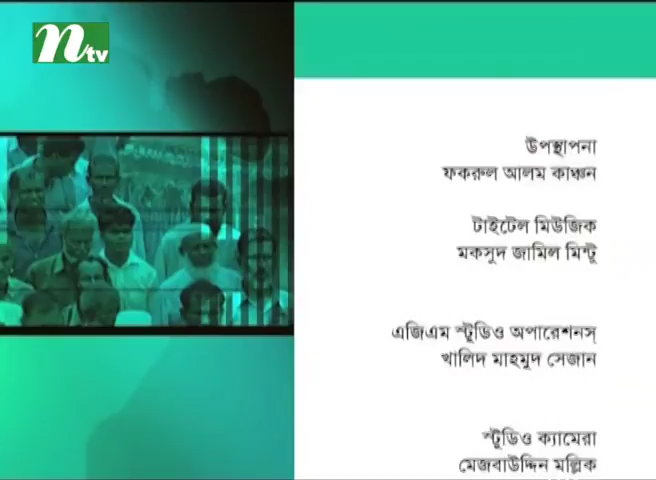 ntv
উপস্থাপনা
ফকরুল আলম কাঞ্চন
টাইটেল মিউজিক
মকসুদ জামিল মিন্টু
এজিএম স্টুডিও অপারেশনস্
খালিদ মাহমুদ সেজান
স্টুডিও ক্যামেরা
মেজবাউদ্দিন মল্লিক